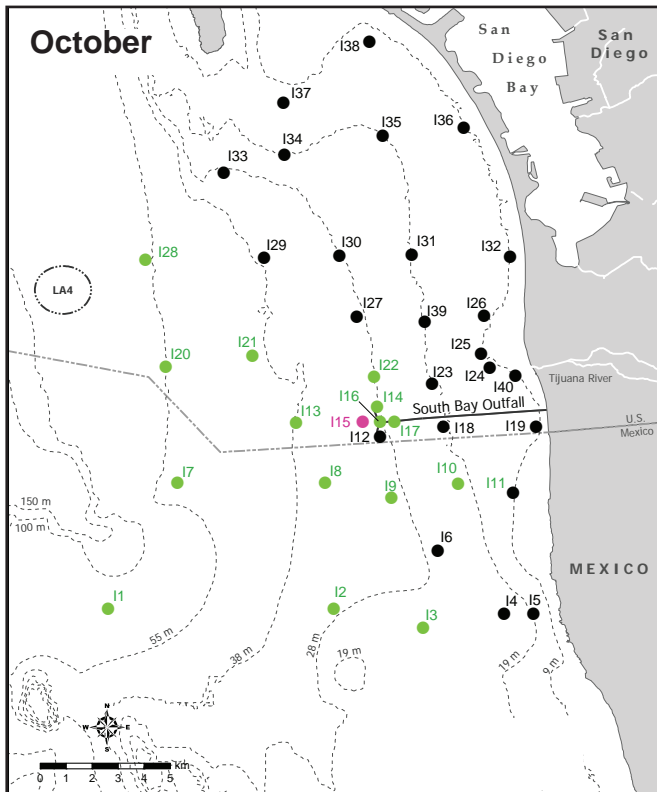 October
San
Diego
Bay
San
Diego
I38
I37
I36
I35
I34
I33
I28
I29
I30
I31
I32
LA4
I27
I39
I26
I21
I20
I25
I22
I23
I24
I40
Tijuana River
I14
I16
South Bay Outfall
I13
I15
I17
I18
I19
U.S.
Mexico
I12
I7
I8
I9
I10
I11
150 m
100 m
I6
MEXICO
I1
I2
I3
I4
I5
55 m
38 m
28 m
19 m
19 m
9 m
N
W
E
S
km
0 1 2 3 4 5